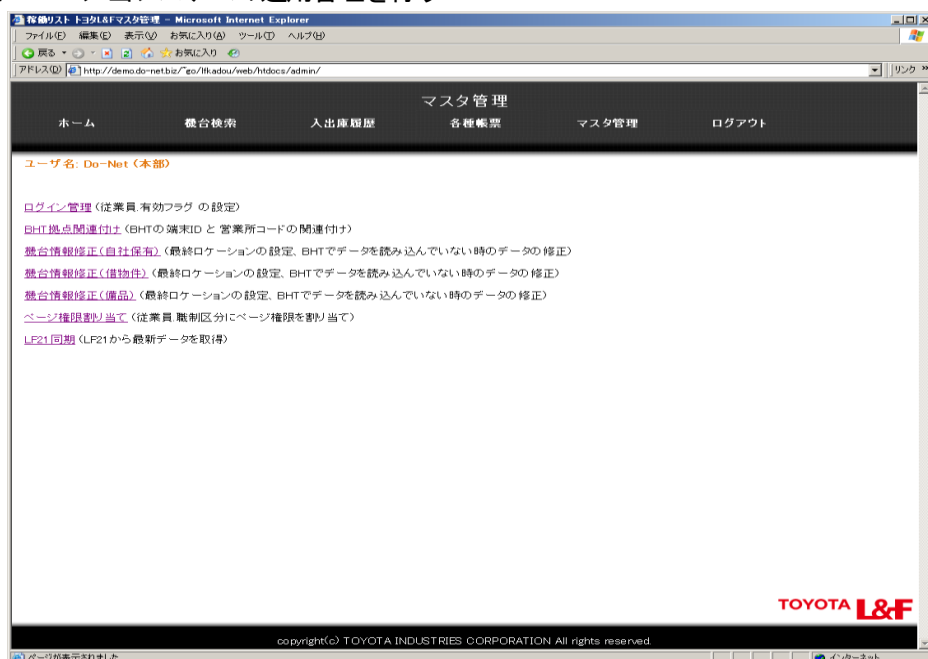 稼働リスト トヨタL&Fマスタ管理 - Microsoft Internet Explorer
ファイル(F) 編集(E) 表示(V) お気に入り(A) ツール(T) ヘルプ(H)
戻る お気に入り
アドレス(D) http://demo.do-net.biz/~go/lfkadou/web/htdocs/admin/ リンク »
マスタ管理
ホーム 機台検索 入出庫履歴 各種帳票 マスタ管理 ログアウト
ユーザ名: Do-Net（本部）
ログイン管理 (従業員.有効フラグ の設定)
BHT拠点関連付け (BHTの端末ID と 営業所コードの関連付け)
機台情報修正(自社保有) (最終ロケーションの設定、BHTでデータを読み込んでいない時のデータの修正)
機台情報修正(借物件) (最終ロケーションの設定、BHTでデータを読み込んでいない時のデータの修正)
機台情報修正(備品) (最終ロケーションの設定、BHTでデータを読み込んでいない時のデータの修正)
ページ権限割り当て (従業員.職制区分にページ権限を割り当て)
LF21同期 (LF21から最新データを取得)
TOYOTA L&F
copyright(c) TOYOTA INDUSTRIES CORPORATION All rights reserved.
ページが表示されました インターネット